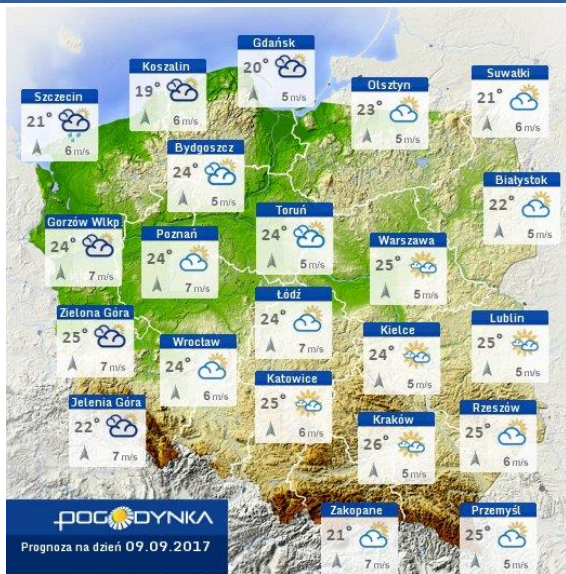 Gdańsk
20°
5 m/s
Koszalin
19°
6 m/s
Suwałki
21°
6 m/s
Olsztyn
23°
5 m/s
Szczecin
21°
6 m/s
Bydgoszcz
24°
5 m/s
Białystok
22°
5 m/s
Toruń
24°
5 m/s
Gorzów Wlkp.
24°
7 m/s
Poznań
24°
7 m/s
Warszawa
25°
5 m/s
Łódź
24°
7 m/s
Zielona Góra
25°
7 m/s
Lublin
25°
5 m/s
Kielce
24°
5 m/s
Wrocław
24°
6 m/s
Katowice
25°
6 m/s
Jelenia Góra
22°
7 m/s
Rzeszów
25°
6 m/s
Kraków
26°
5 m/s
Zakopane
21°
7 m/s
Przemyśl
25°
5 m/s
POGODYNKA
Prognoza na dzień 09.09.2017